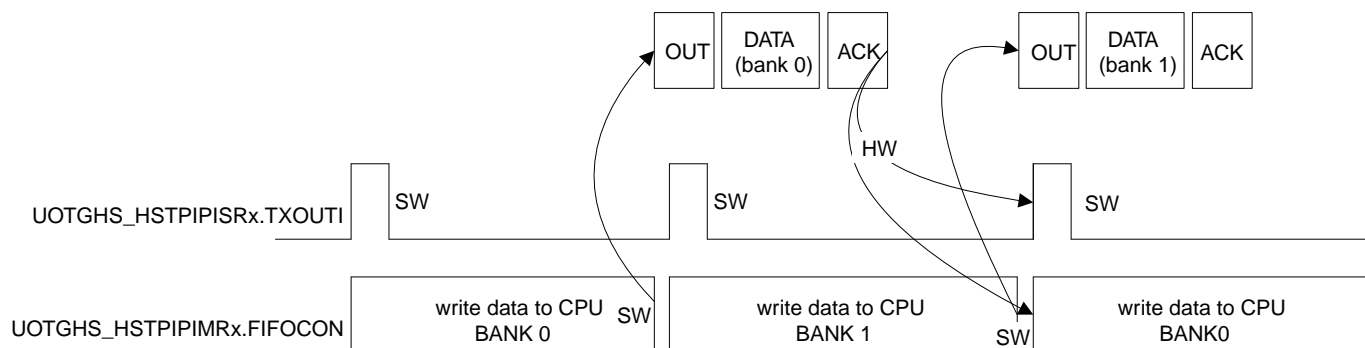 OUT
DATA
(bank 0)
ACK
OUT
DATA
(bank 1)
ACK
HW
UOTGHS_HSTPIPISRx.TXOUTI
SW
SW
SW
UOTGHS_HSTPIPIMRx.FIFOCON
write data to CPU
BANK 0
SW
write data to CPU
BANK 1
SW
write data to CPU
BANK0